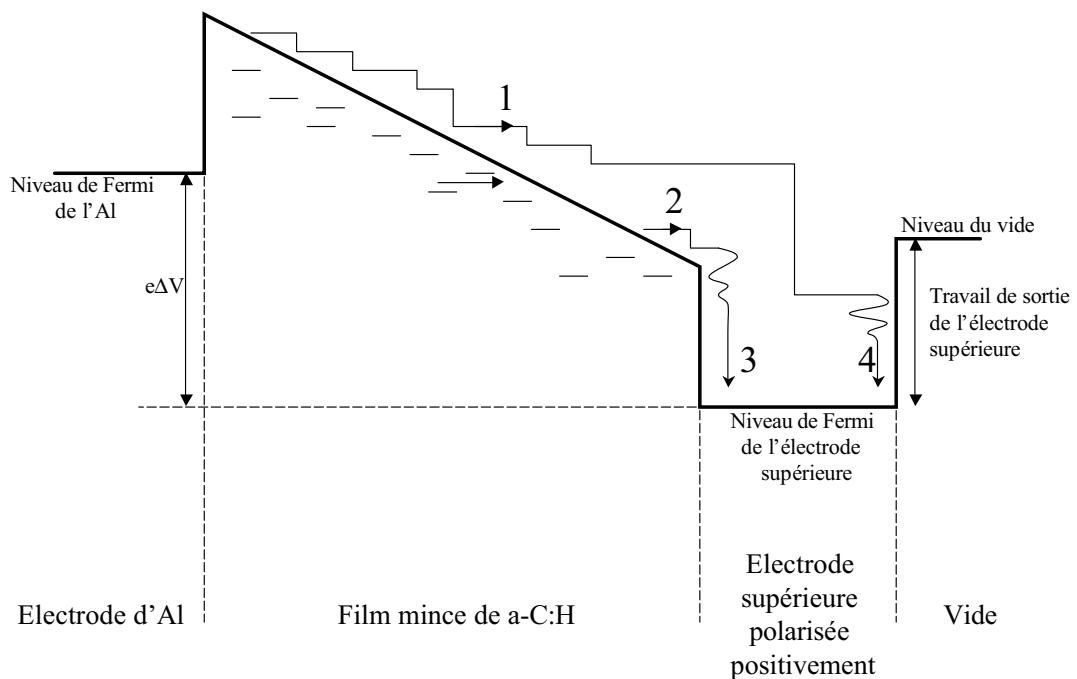 1
Niveau de Fermi
de l'Al
2
Niveau du vide
eΔV
Travail de sortie
de l'électrode
supérieure
3
4
Niveau de Fermi
de l'électrode
supérieure
Electrode d'Al
Film mince de a-C:H
Electrode
supérieure
polarisée
positivement
Vide